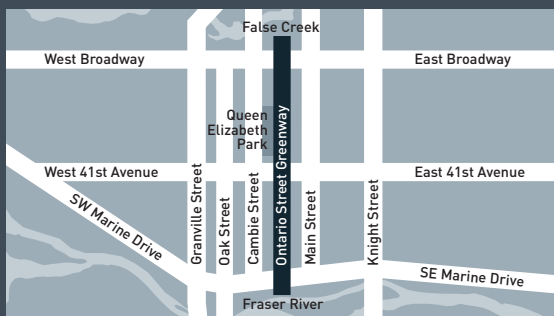 False Creek
West Broadway
East Broadway
Queen
Elizabeth
Park
West 41st Avenue
East 41st Avenue
SW Marine Drive
Granville Street
Oak Street
Cambie Street
Ontario Street Greenway
Main Street
Knight Street
SE Marine Drive
Fraser River